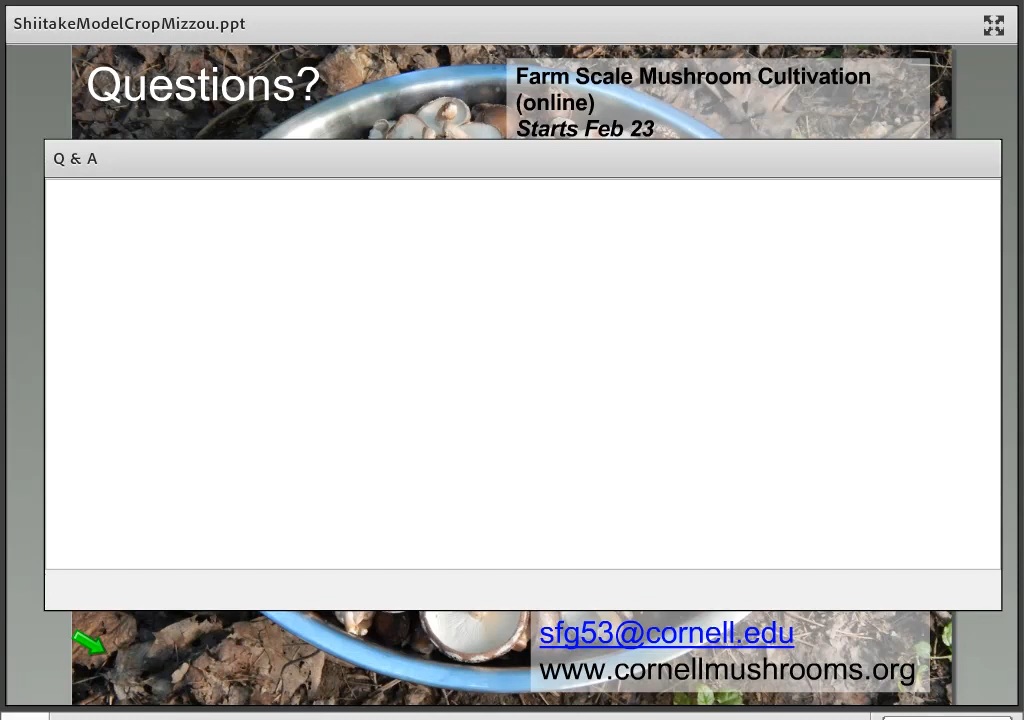 ShiitakeModelCropMizzou.ppt
Questions?
Farm Scale Mushroom Cultivation
(online)
Starts Feb 23
Q & A
sfg53@cornell.edu
www.cornellmushrooms.org